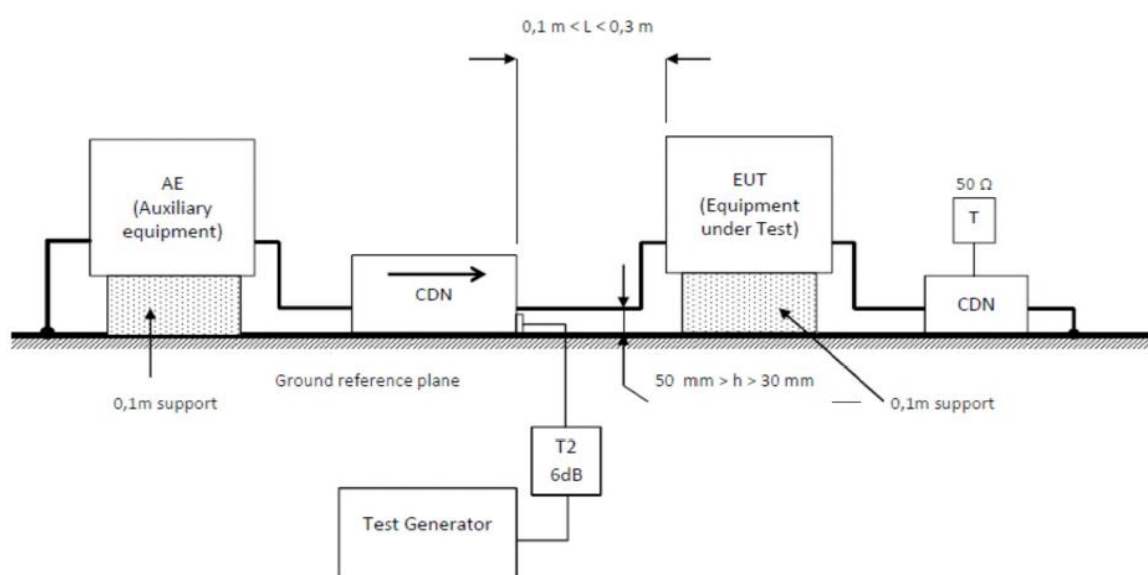 0,1 m < L < 0,3 m
AE
(Auxiliary
equipment)
EUT
(Equipment
under Test)
50 Ω
T
CDN
CDN
Ground reference plane
50 mm > h > 30 mm
0,1m support
0,1m support
T2
6dB
Test Generator